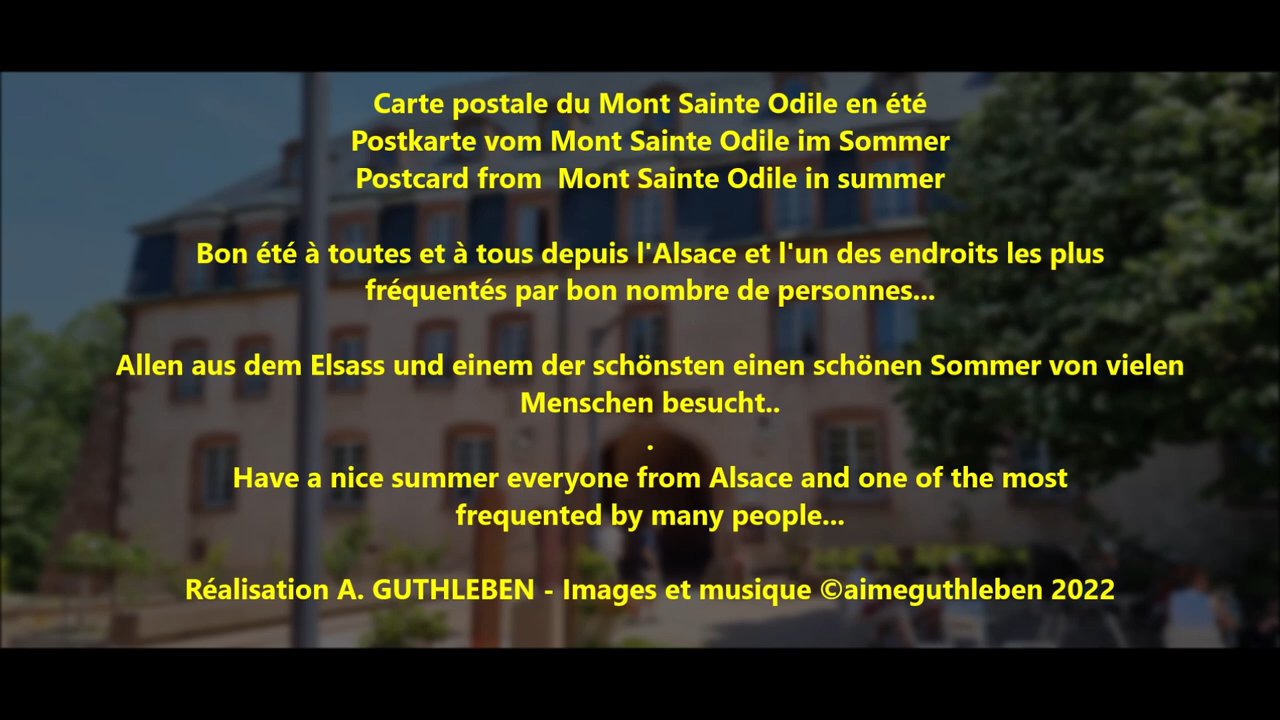 Carte postale du Mont Sainte Odile en été
Postkarte vom Mont Sainte Odile im Sommer
Postcard from  Mont Sainte Odile in summer
Bon été à toutes et à tous depuis l'Alsace et l'un des endroits les plus
fréquentés par bon nombre de personnes...
Allen aus dem Elsass und einem der schönsten einen schönen Sommer von vielen
Menschen besucht..
.
Have a nice summer everyone from Alsace and one of the most
frequented by many people...
Réalisation A. GUTHLEBEN - Images et musique ©aimeguthleben 2022